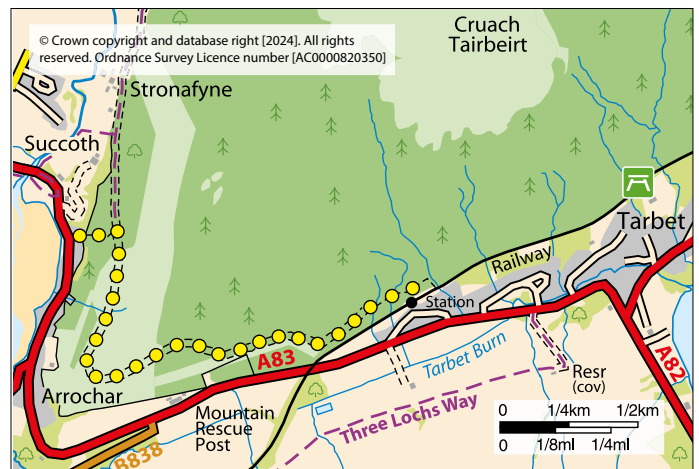 Cruach
Tairbeirt
© Crown copyright and database right [2024]. All rights
reserved. Ordnance Survey Licence number [AC0000820350]
Stronafyne
Succoth
Tarbet
Railway
Station
A83
Tarbet Burn
A82
Resr
(cov)
Arrochar
Mountain
Rescue
Post
Three Lochs Way
B838
0 1/4km 1/2km
0 1/8ml 1/4ml